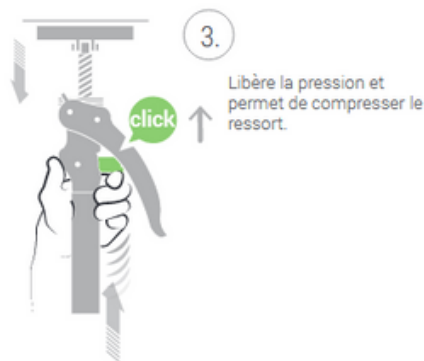 3.
Libère la pression et
permet de compresser le
ressort.
click